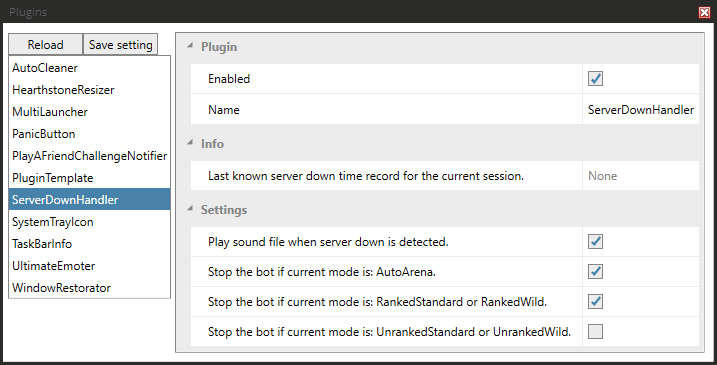 Plugins
Reload
Save setting
AutoCleaner
HearthstoneResizer
MultiLauncher
PanicButton
PlayAFriendChallengeNotifier
PluginTemplate
ServerDownHandler
SystemTrayIcon
TaskBarInfo
UltimateEmoter
WindowRestorator
Plugin
Enabled
Name ServerDownHandler
Info
Last known server down time record for the current session. None
Settings
Play sound file when server down is detected.
Stop the bot if current mode is: AutoArena.
Stop the bot if current mode is: RankedStandard or RankedWild.
Stop the bot if current mode is: UnrankedStandard or UnrankedWild.